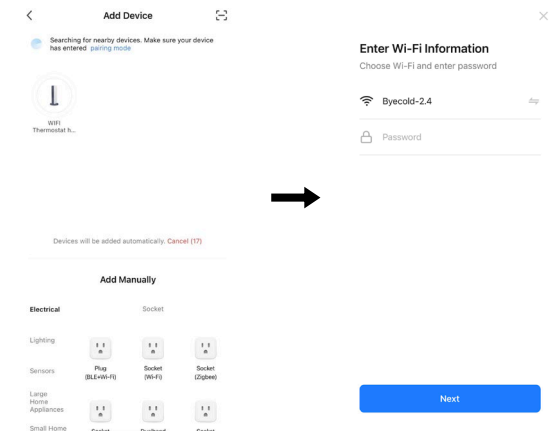 Add Device
Searching for nearby devices. Make sure your device
has entered pairing mode
WIFI
Thermostat h...
Devices will be added automatically. Cancel (17)
Add Manually
Electrical
Socket
Lighting
Plug
(BLE+Wi-Fi)
Socket
(Wi-Fi)
Socket
(Zigbee)
Sensors
Large
Home
Appliances
Small Home
Enter Wi-Fi Information
Choose Wi-Fi and enter password
Byecold-2.4
Password
Next